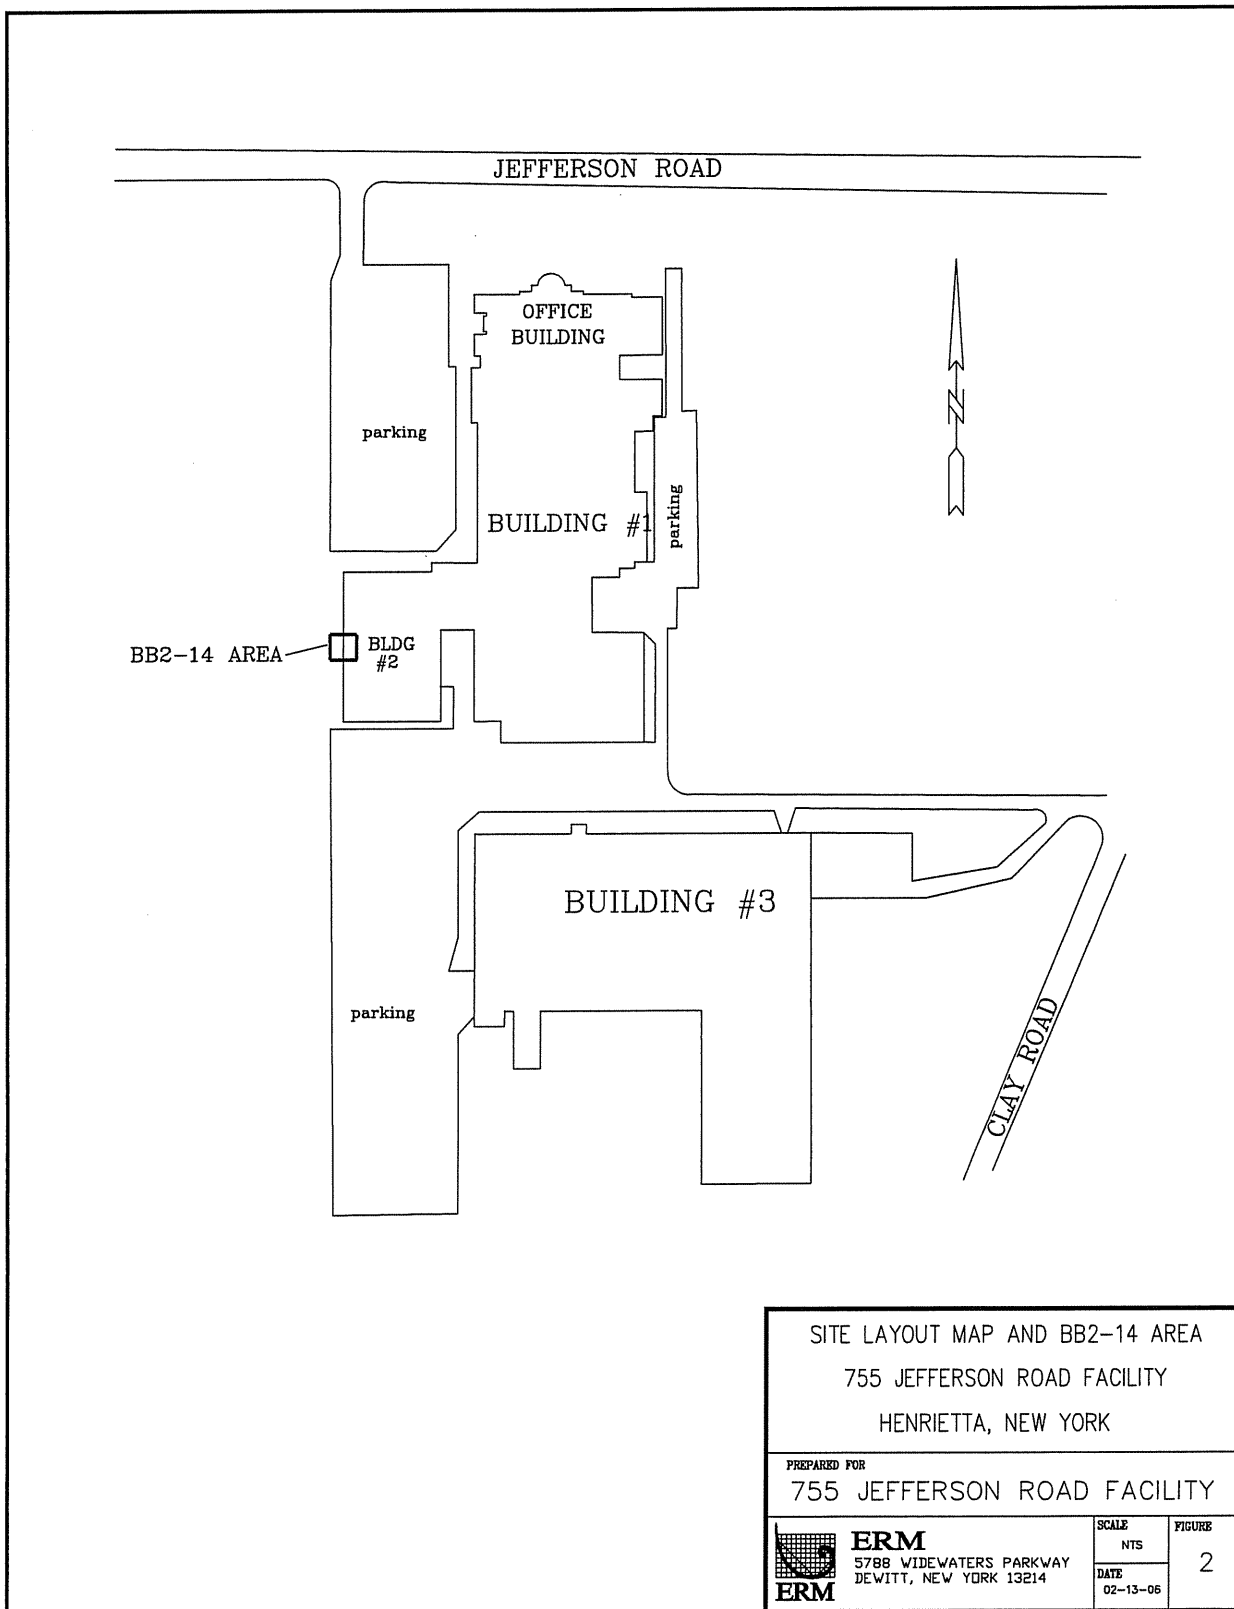 JEFFERSON ROAD
OFFICE
BUILDING
parking
BUILDING #1
parking
BB2-14 AREA
BLDG
#2
BUILDING #3
parking
CLAY ROAD
N
SITE LAYOUT MAP AND BB2-14 AREA
755 JEFFERSON ROAD FACILITY
HENRIETTA, NEW YORK
PREPARED FOR
755 JEFFERSON ROAD FACILITY
ERM
ERM
5788 WIDEWATERS PARKWAY
DEWITT, NEW YORK 13214
SCALE
NTS
DATE
02-13-06
FIGURE
2